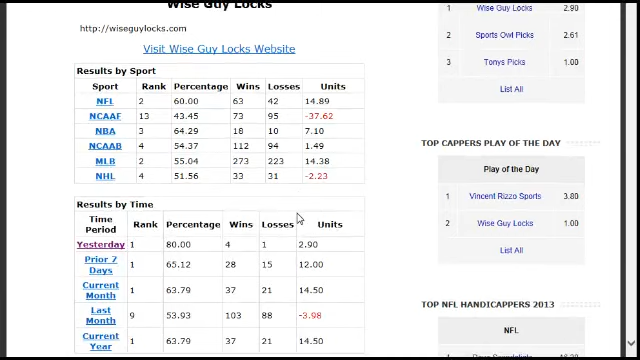 Wise Guy Locks
http://wiseguylocks.com
Visit Wise Guy Locks Website
Results by Sport
Sport Rank Percentage Wins Losses Units
NFL 2 60.00 63 42 14.89
NCAAF 13 43.45 73 95 -37.62
NBA 3 64.29 18 10 7.10
NCAAB 4 54.37 112 94 1.49
MLB 2 55.04 273 223 14.38
NHL 4 51.56 33 31 -2.23
Results by Time
Time Period Rank Percentage Wins Losses Units
Yesterday 1 80.00 4 1 2.90
Prior 7 Days 1 65.12 28 15 12.00
Current Month 1 63.79 37 21 14.50
Last Month 9 53.93 103 88 -3.98
Current Year 1 63.79 37 21 14.50
1 Wise Guy Locks 2.90
2 Sports Owl Picks 2.61
3 Tonys Picks 1.00
List All
TOP CAPPERS PLAY OF THE DAY
Play of the Day
1 Vincent Rizzo Sports 3.80
2 Wise Guy Locks 1.00
List All
TOP NFL HANDICAPPERS 2013
NFL